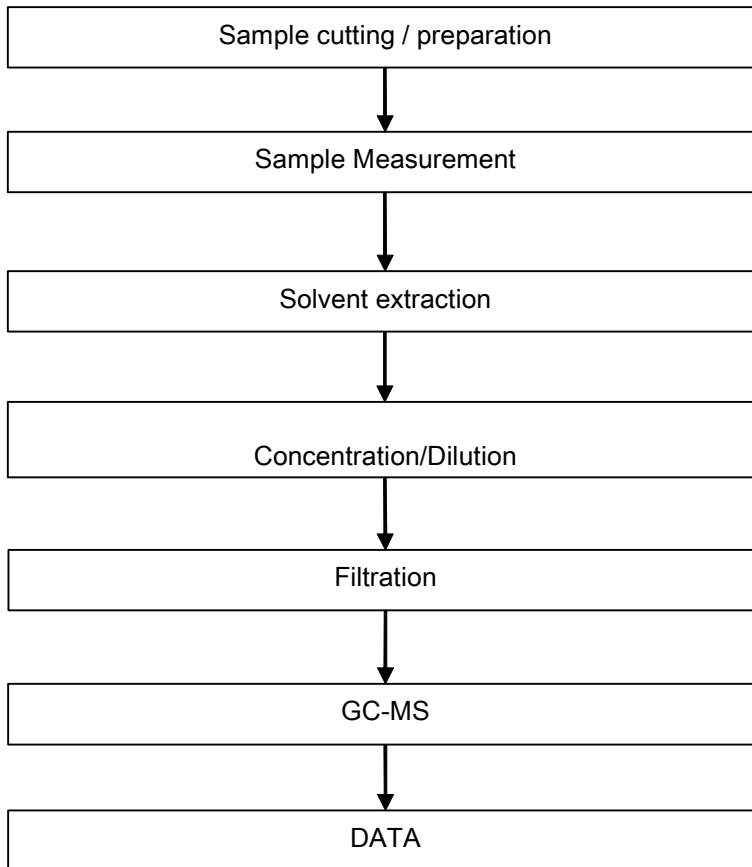 Sample cutting / preparation
Sample Measurement
Solvent extraction
Concentration/Dilution
Filtration
GC-MS
DATA